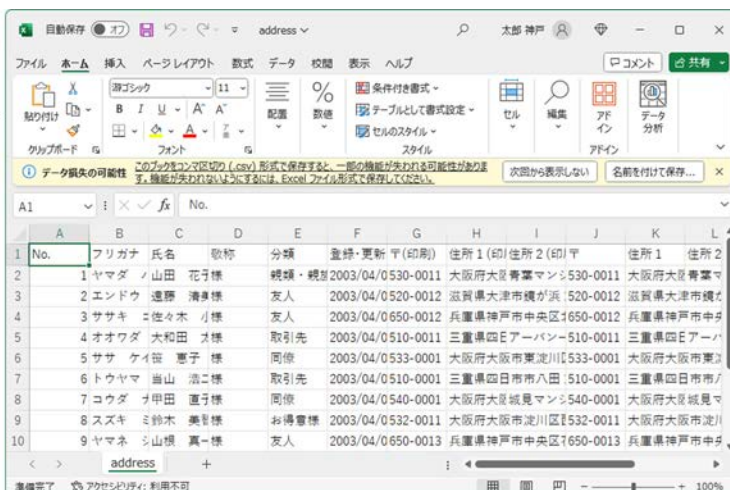 自動保存 オフ address 太郎 神戸
ファイル ホーム 挿入 ページ レイアウト 数式 データ 校閲 表示 ヘルプ コメント 共有
貼り付け 游ゴシック 11 B I U A A 配置 % 数値 条件付き書式 テーブルとして書式設定 セルのスタイル セル 編集 アドイン データ分析
クリップボード フォント スタイル アドイン
データ損失の可能性 このブックをコンマ区切り (.csv) 形式で保存すると、一部の機能が失われる可能性があります。機能が失われないようにするには、Excel ファイル形式で保存してください。 次回から表示しない 名前を付けて保存...
A1 fx No.
A B C D E F G H I J K L
1 No. フリガナ 氏名 敬称 分類 登録・更新 〒(印刷) 住所1(印 住所2(印 〒 住所1 住所2
2 1 ヤマダ 山田 花子 様 親類・親族 2003/04/0 530-0011 大阪府大阪 青葉マンシ 530-0011 大阪府大阪 青葉マ
3 2 エンドウ 遠藤 清美 様 友人 2003/04/0 520-0012 滋賀県大津市鏡が浜 520-0012 滋賀県大津市鏡が
4 3 ササキ 佐々木 小 様 友人 2003/04/0 650-0012 兵庫県神戸市中央区 650-0012 兵庫県神戸市中央
5 4 オオワダ 大和田 太 様 取引先 2003/04/0 510-0011 三重県四日 アーバン 510-0011 三重県四日 アーバ
6 5 ササ ケイ 笹 恵子 様 同僚 2003/04/0 533-0001 大阪府大阪市東淀川区 533-0001 大阪府大阪市東淀
7 6 トウヤマ 当山 浩二 様 取引先 2003/04/0 510-0001 三重県四日市市八田 510-0001 三重県四日市市八
8 7 コウダ ナ 甲田 直子 様 同僚 2003/04/0 540-0001 大阪府大阪 城見マンシ 540-0001 大阪府大阪 城見マ
9 8 スズキ ミ 鈴木 美智 様 お得意様 2003/04/0 532-0011 大阪府大阪市淀川区 532-0011 大阪府大阪市淀川
10 9 ヤマネ シ 山根 真一 様 友人 2003/04/0 650-0013 兵庫県神戸市中央区 650-0013 兵庫県神戸市中央
address
準備完了 アクセシビリティ: 利用不可 100%